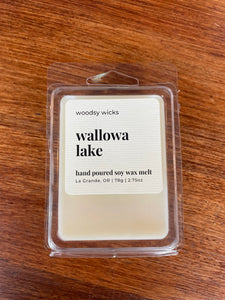 woodsy wicks
wallowa
lake
hand poured soy wax melt
La Grande, OR | 78g | 2.75oz